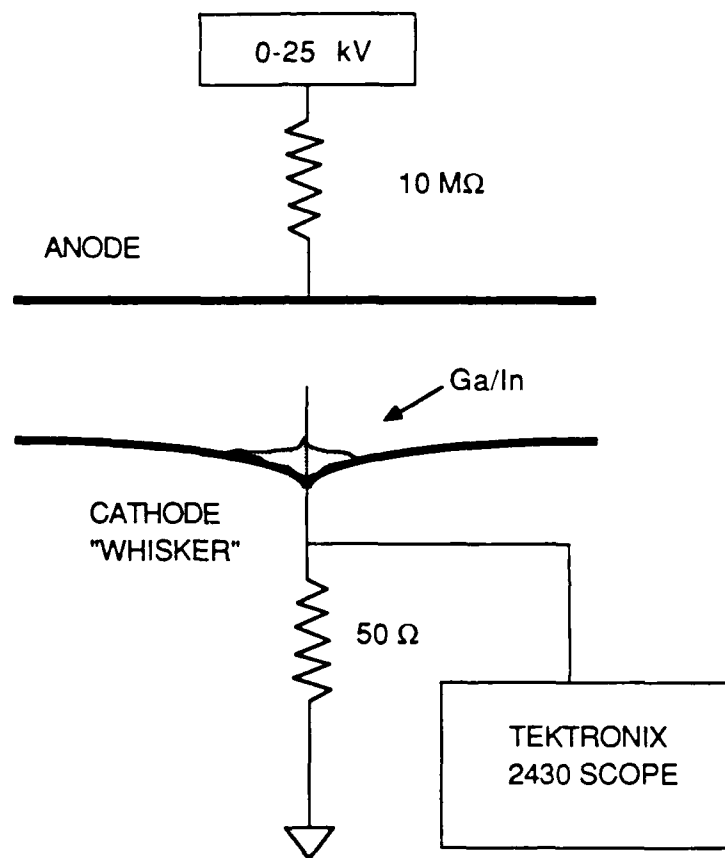 0-25 kV
10 MΩ
ANODE
Ga/In
CATHODE
"WHISKER"
50 Ω
TEKTRONIX
2430 SCOPE